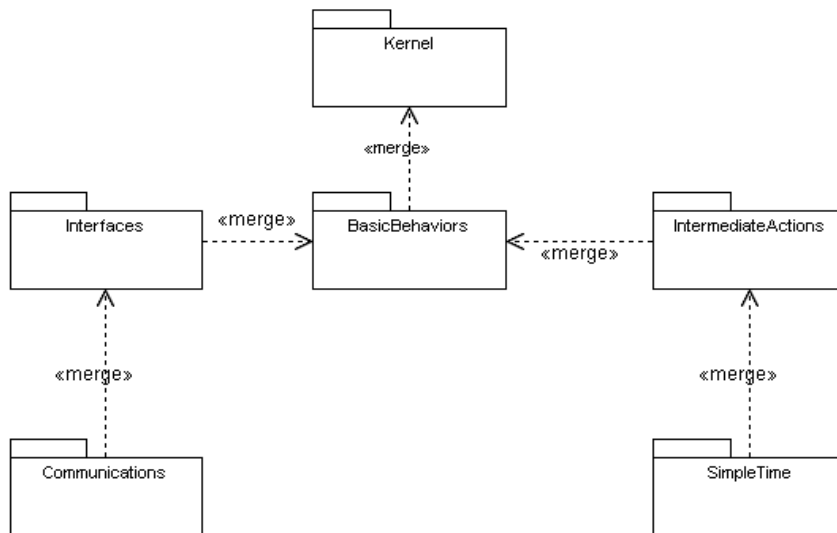 Kernel
«merge»
Interfaces
«merge»
BasicBehaviors
«merge»
IntermediateActions
«merge»
«merge»
Communications
SimpleTime